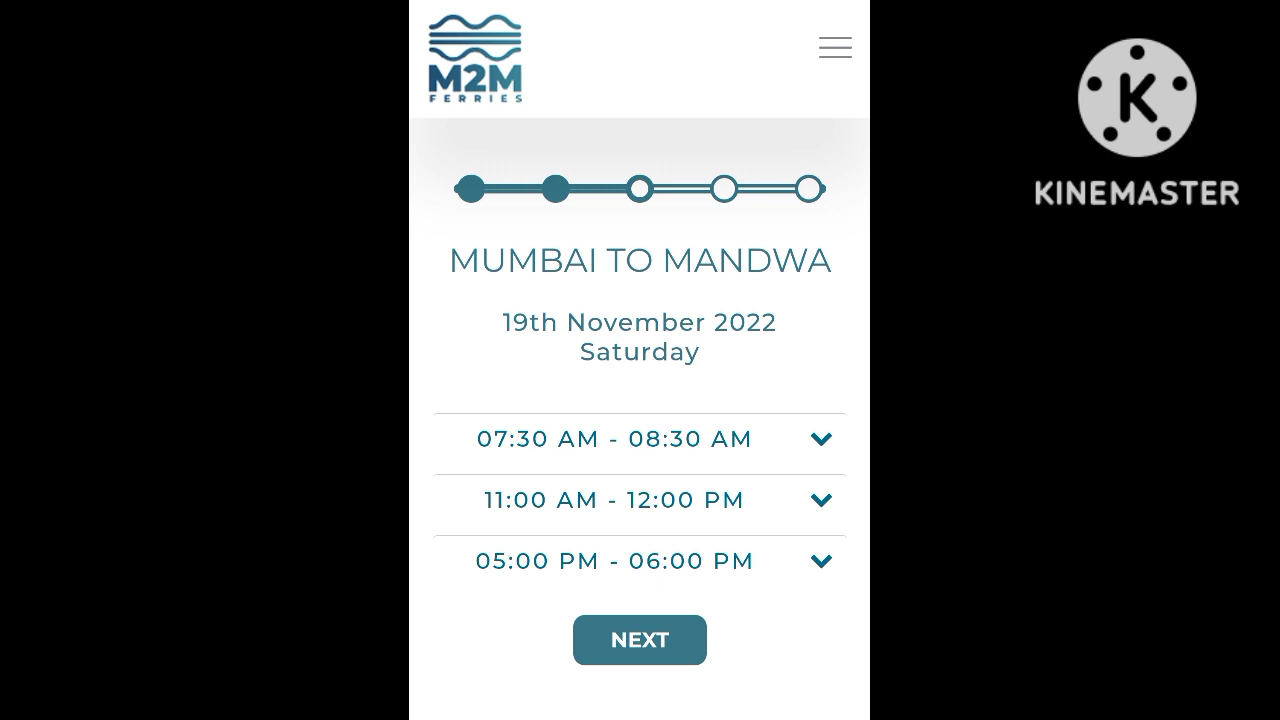 M2M
FERRIES
K
KINEMASTER
MUMBAI TO MANDWA
19th November 2022
Saturday
07:30 AM - 08:30 AM
11:00 AM - 12:00 PM
05:00 PM - 06:00 PM
NEXT